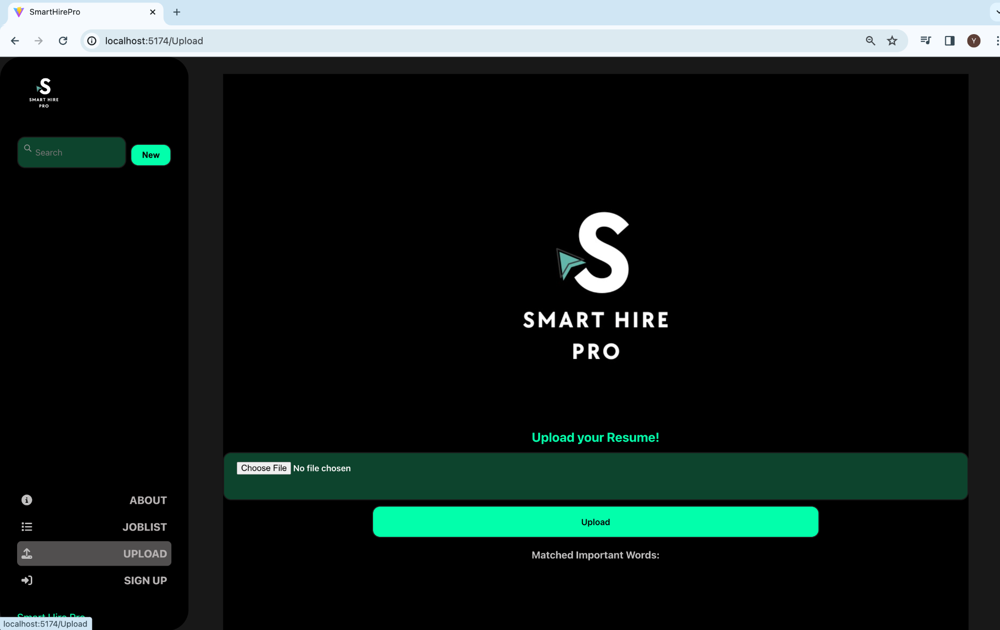 SmartHirePro
localhost:5174/Upload
Y
S
SMART HIRE
PRO
Search
New
S
SMART HIRE
PRO
Upload your Resume!
Choose File No file chosen
Upload
Matched Important Words:
ABOUT
JOBLIST
UPLOAD
SIGN UP
Smart Hire Pro
localhost:5174/Upload